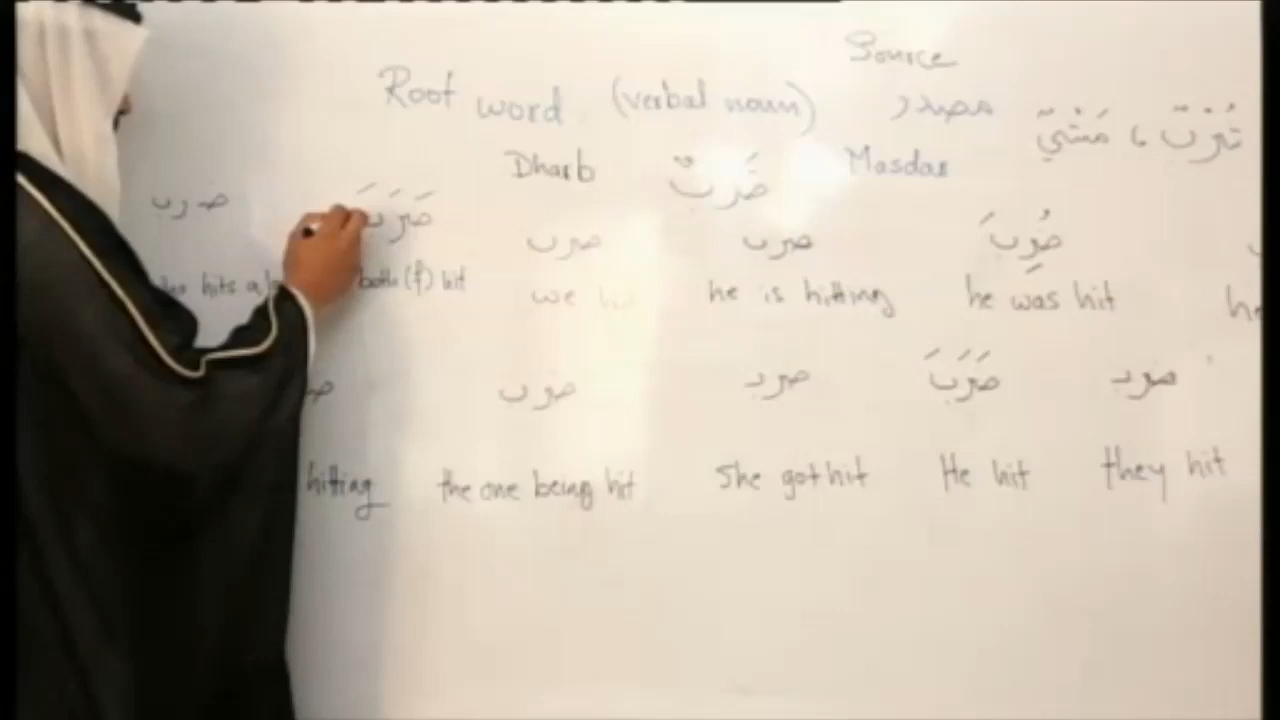 Source
Root word (verbal noun) مصدر
شُرْبٌ ، مَشْيٌ
Dharb ضَرْبٌ Masdar
ضرب ضَرَبَ ضرب ضرب ضُرِبَ
hits a both (f) hit we he is hitting he was hit
ضرب ضرب ضَرَبَ ضرب
hitting the one being hit She got hit He hit they hit